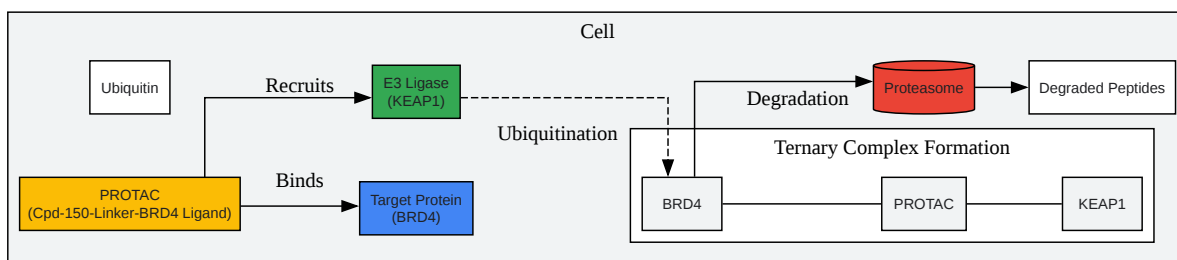 Cell
Ubiquitin
Recruits
E3 Ligase
(KEAP1)
Degradation
Proteasome
Degraded Peptides
Ubiquitination
Ternary Complex Formation
PROTAC
(Cpd-150-Linker-BRD4 Ligand)
Binds
Target Protein
(BRD4)
BRD4
PROTAC
KEAP1